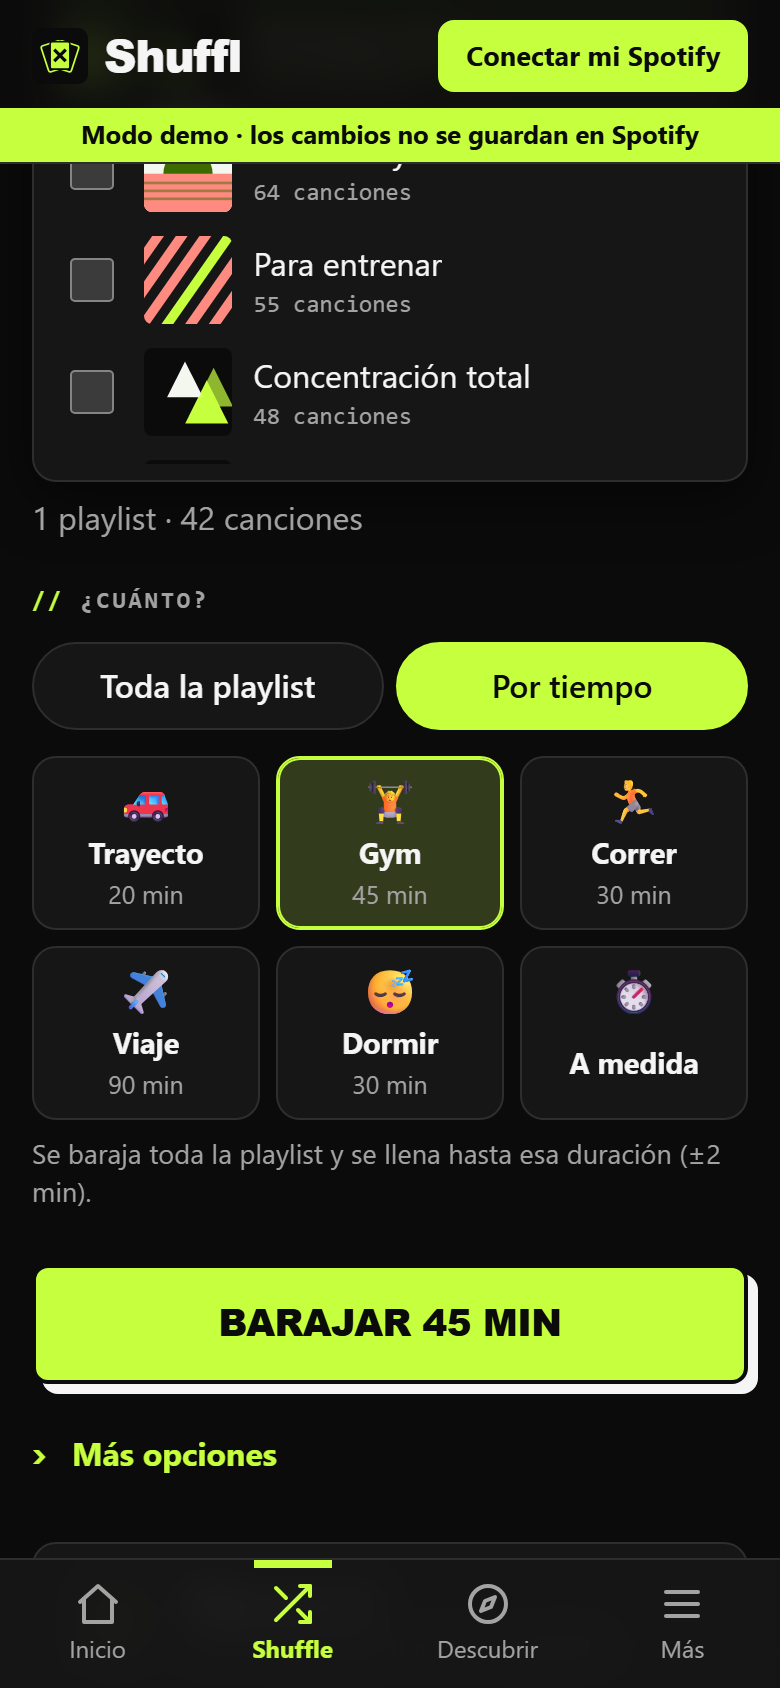 Shuffl
Conectar mi Spotify
Modo demo · los cambios no se guardan en Spotify
64 canciones
Para entrenar
55 canciones
Concentración total
48 canciones
1 playlist · 42 canciones
// ¿CUÁNTO?
Toda la playlist
Por tiempo
Trayecto
20 min
Gym
45 min
Correr
30 min
Viaje
90 min
Dormir
30 min
A medida
Se baraja toda la playlist y se llena hasta esa duración (±2
min).
BARAJAR 45 MIN
› Más opciones
Inicio
Shuffle
Descubrir
Más